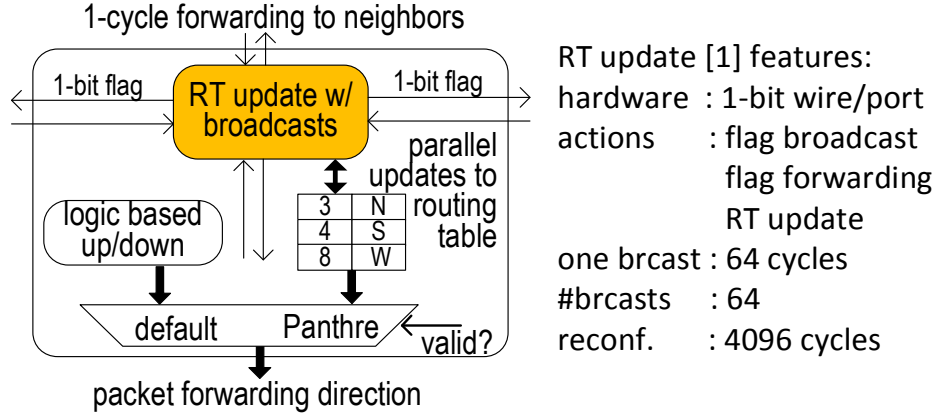 1-cycle forwarding to neighbors
1-bit flag
1-bit flag
RT update w/
broadcasts
parallel
updates to
routing
table
logic based
up/down
3 N
4 S
8 W
default
Panthre
valid?
packet forwarding direction
RT update [1] features:
hardware : 1-bit wire/port
actions : flag broadcast
flag forwarding
RT update
one brcast : 64 cycles
#brcasts : 64
reconf. : 4096 cycles